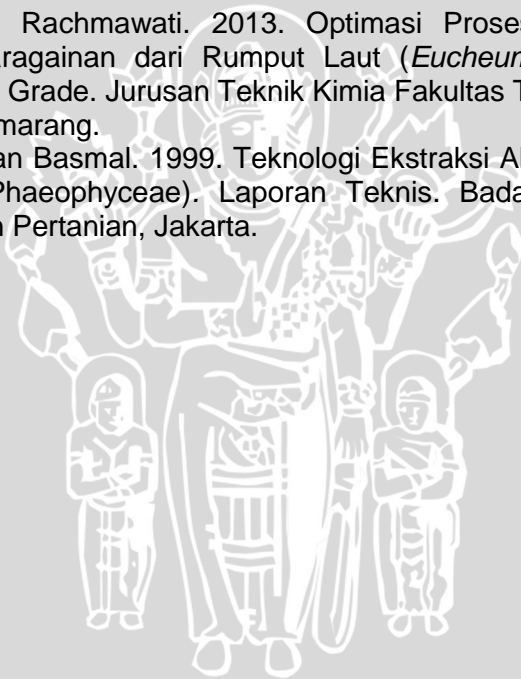 Rachmawati. 2013. Optimasi Proses
aragainan dari Rumput Laut (Eucheum
Grade. Jurusan Teknik Kimia Fakultas T
marang.
an Basmal. 1999. Teknologi Ekstraksi Al
Phaeophyceae). Laporan Teknis. Bada
n Pertanian, Jakarta.